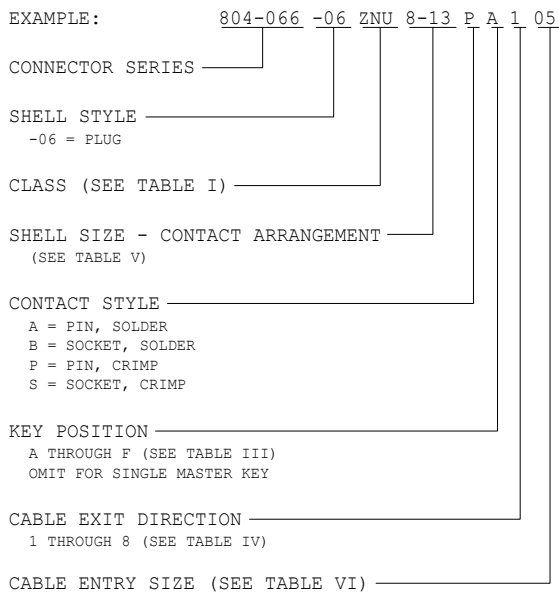 EXAMPLE: 804-066 -06 ZNU 8-13 P A 1 05
CONNECTOR SERIES
SHELL STYLE
-06 = PLUG
CLASS (SEE TABLE I)
SHELL SIZE - CONTACT ARRANGEMENT
(SEE TABLE V)
CONTACT STYLE
A = PIN, SOLDER
B = SOCKET, SOLDER
P = PIN, CRIMP
S = SOCKET, CRIMP
KEY POSITION
A THROUGH F (SEE TABLE III)
OMIT FOR SINGLE MASTER KEY
CABLE EXIT DIRECTION
1 THROUGH 8 (SEE TABLE IV)
CABLE ENTRY SIZE (SEE TABLE VI)